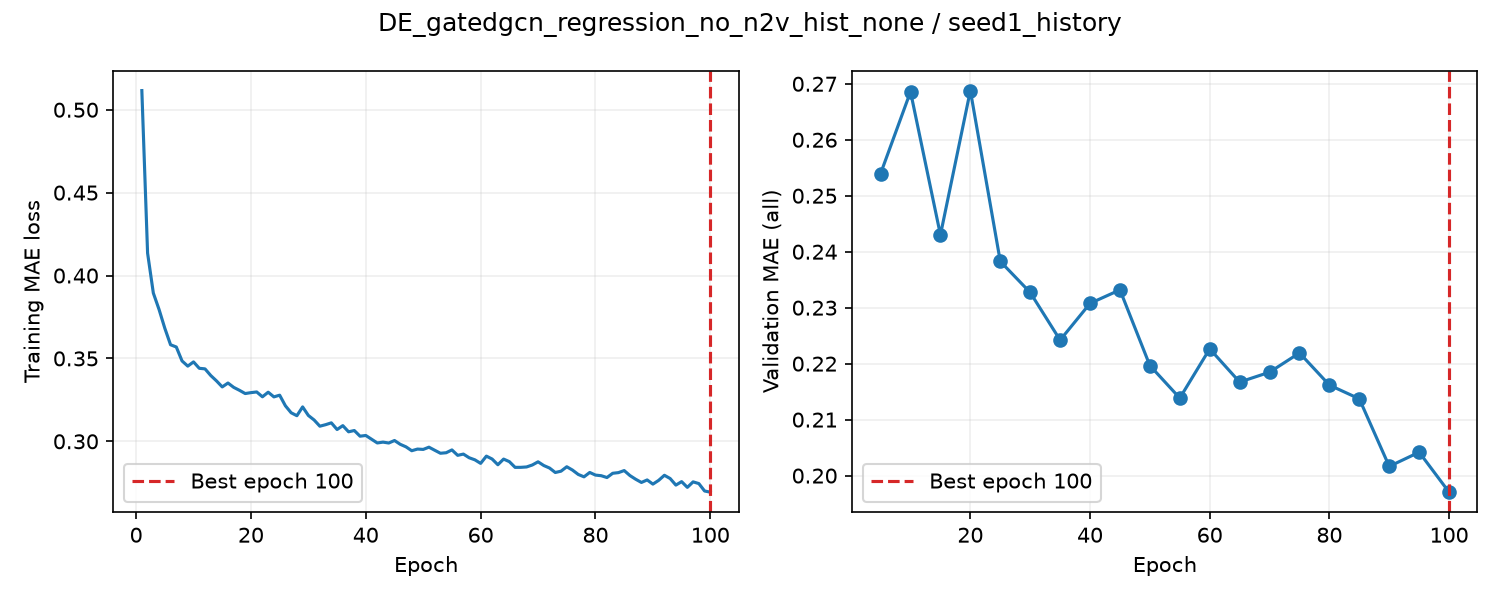 DE_gatedgcn_regression_no_n2v_hist_none / seed1_history
Training MAE loss
0.50
0.45
0.40
0.35
0.30
Best epoch 100
0 20 40 60 80 100
Epoch
Validation MAE (all)
0.27
0.26
0.25
0.24
0.23
0.22
0.21
0.20
Best epoch 100
20 40 60 80 100
Epoch